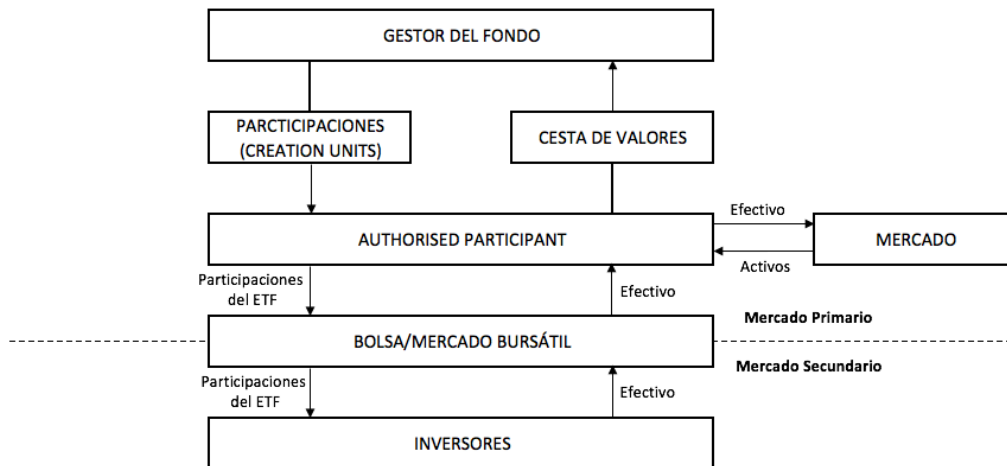 GESTOR DEL FONDO
PARCTICIPACIONES
(CREATION UNITS)
CESTA DE VALORES
AUTHORISED PARTICIPANT
Efectivo
MERCADO
Activos
Participaciones
del ETF
Efectivo
Mercado Primario
BOLSA/MERCADO BURSÁTIL
Mercado Secundario
Participaciones
del ETF
Efectivo
INVERSORES